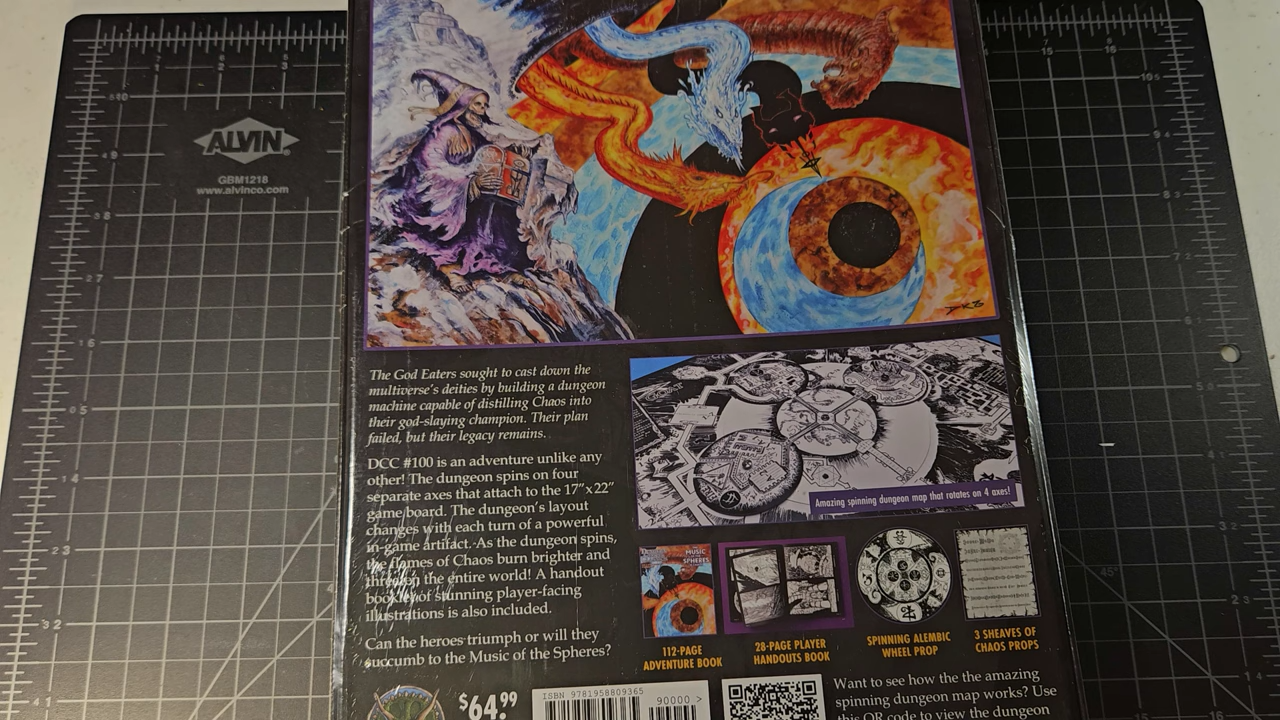 ALVIN
GBM1218
www.alvinco.com
The God Eaters sought to cast down the
multiverse's deities by building a dungeon
machine capable of distilling Chaos into
their god-slaying champion. Their plan
failed, but their legacy remains.
DCC #100 is an adventure unlike any
other! The dungeon spins on four
separate axes that attach to the 17"x22"
game board. The dungeon's layout
changes with each turn of a powerful
in-game artifact. As the dungeon spins,
the flames of Chaos burn brighter and
threaten the entire world! A handout
booklet of stunning player-facing
illustrations is also included.
Can the heroes triumph or will they
succumb to the Music of the Spheres?
Amazing spinning dungeon map that rotates on 4 axes!
MUSIC
SPHERES
112-PAGE
ADVENTURE BOOK
28-PAGE PLAYER
HANDOUTS BOOK
SPINNING ALEMBIC
WHEEL PROP
3 SHEAVES OF
CHAOS PROPS
$64.99
ISBN 9781958809365
90000 >
Want to see how the the amazing
spinning dungeon map works? Use
this QR code to view the dungeon